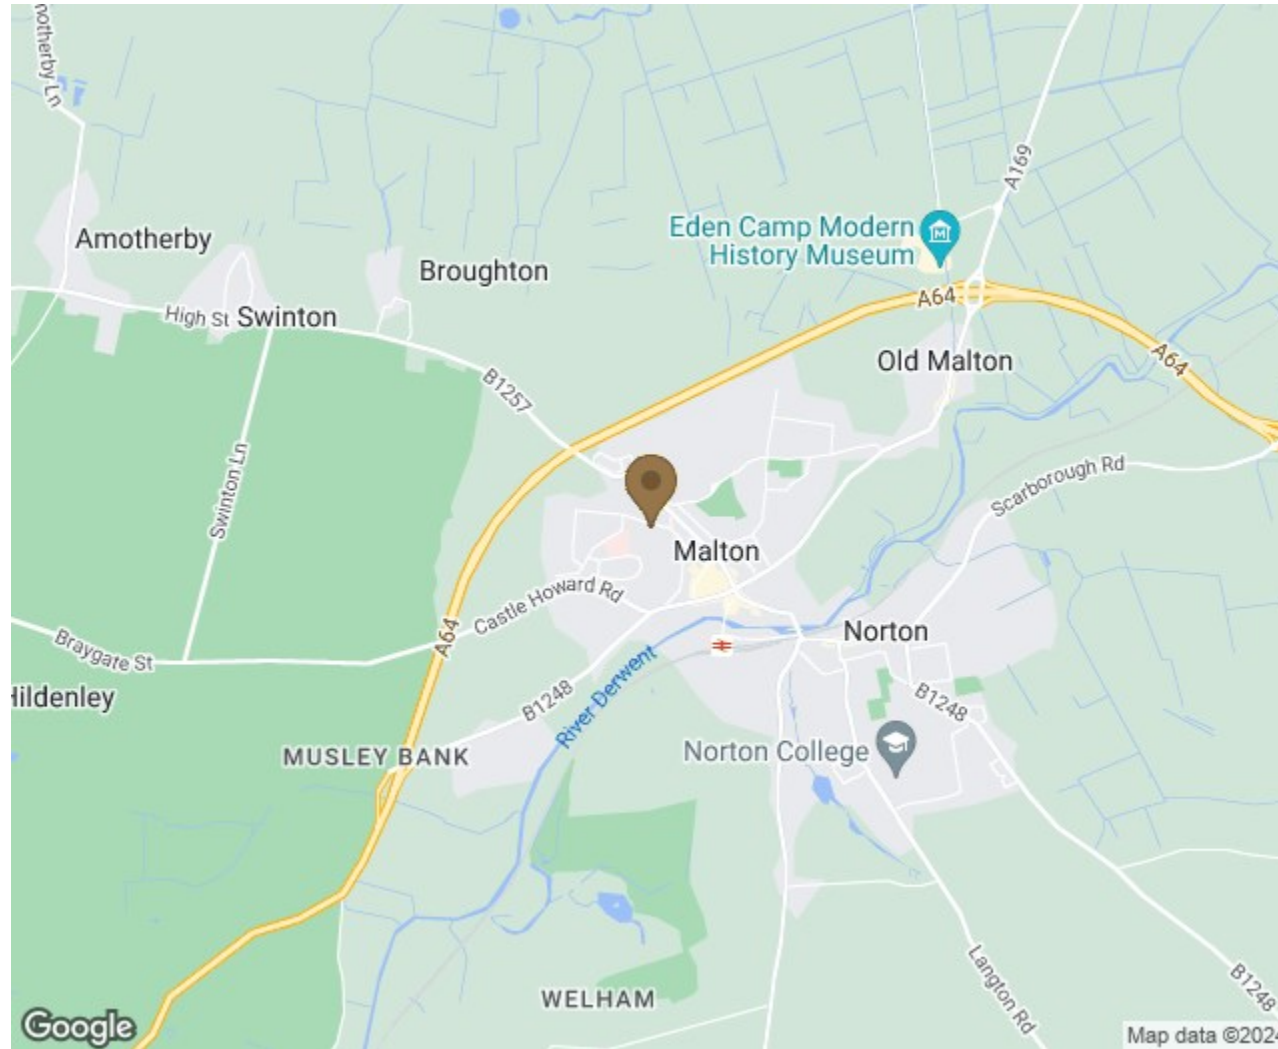 notherby Ln
A169
Eden Camp Modern
History Museum
Amotherby
Broughton
A64
High St
Swinton
A64
Old Malton
B1257
Swinton Ln
Scarborough Rd
Malton
Castle Howard Rd
A64
Norton
Braygate St
River Derwent
Hildenley
B1248
B1248
MUSLEY BANK
Norton College
WELHAM
Langton Rd
B1248
Google
Map data ©2024